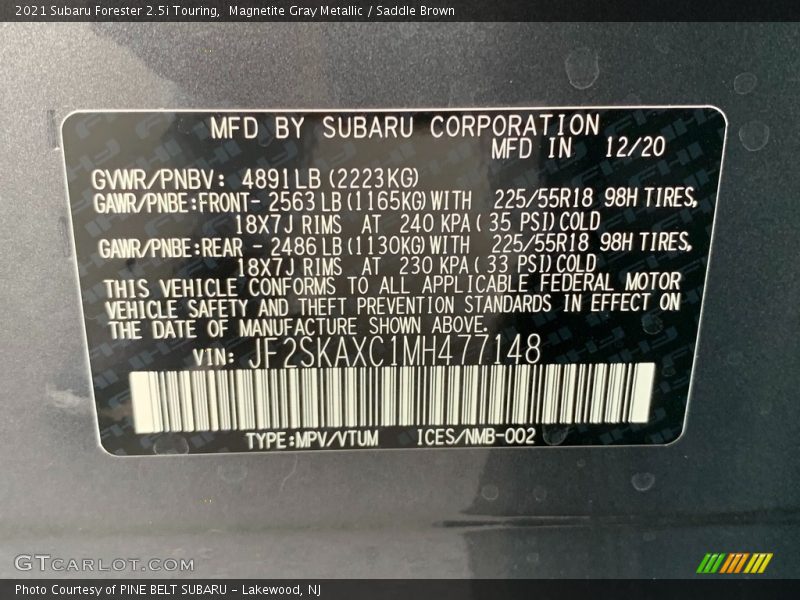 2021 Subaru Forester 2.5i Touring,  Magnetite Gray Metallic / Saddle Brown
MFD BY SUBARU CORPORATION
MFD IN 12/20
GVWR/PNBV: 4891LB (2223KG)
GAWR/PNBE:FRONT- 2563 LB (1165KG) WITH 225/55R18 98H TIRES,
18X7J RIMS AT 240 KPA ( 35 PSI) COLD
GAWR/PNBE:REAR - 2486 LB (1130KG) WITH 225/55R18 98H TIRES,
18X7J RIMS AT 230 KPA ( 33 PSI) COLD
THIS VEHICLE CONFORMS TO ALL APPLICABLE FEDERAL MOTOR
VEHICLE SAFETY AND THEFT PREVENTION STANDARDS IN EFFECT ON
THE DATE OF MANUFACTURE SHOWN ABOVE.
VIN: JF2SKAXC1MH477148
TYPE:MPV/VTUM ICES/NMB-002
GTCARLOT.COM
Photo Courtesy of PINE BELT SUBARU - Lakewood, NJ